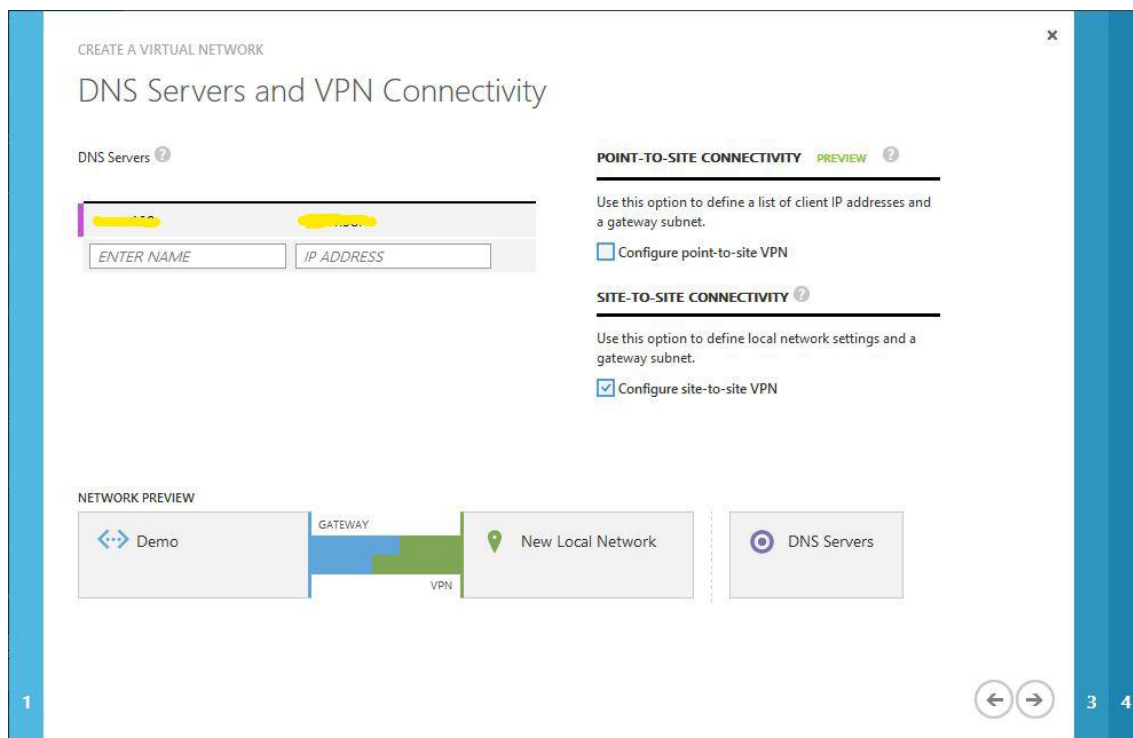 CREATE A VIRTUAL NETWORK
DNS Servers and VPN Connectivity
DNS Servers
ENTER NAME IP ADDRESS
POINT-TO-SITE CONNECTIVITY PREVIEW
Use this option to define a list of client IP addresses and
a gateway subnet.
Configure point-to-site VPN
SITE-TO-SITE CONNECTIVITY
Use this option to define local network settings and a
gateway subnet.
Configure site-to-site VPN
NETWORK PREVIEW
Demo
GATEWAY
VPN
New Local Network
DNS Servers
1
3 4